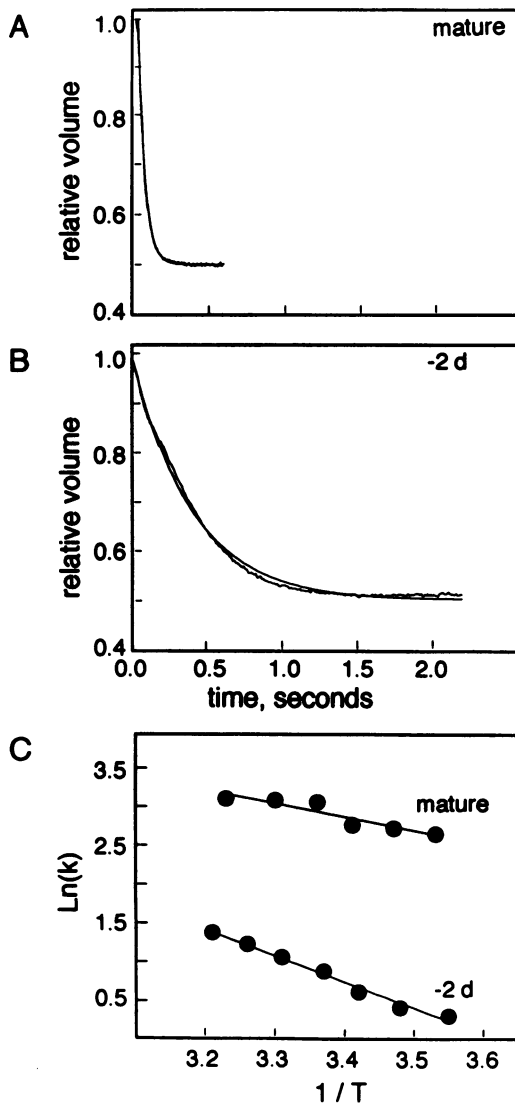 A
mature
1.0
0.8
0.6
0.4
relative volume
B
-2 d
1.0
0.8
0.6
0.4
relative volume
0.0 0.5 1.0 1.5 2.0
time, seconds
C
3.5
2.5
1.5
0.5
Ln(k)
mature
-2 d
3.2 3.3 3.4 3.5 3.6
1 / T